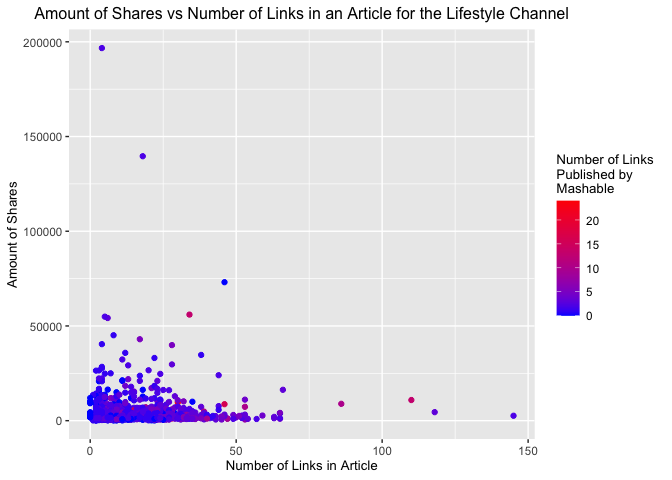 Amount of Shares vs Number of Links in an Article for the Lifestyle Channel
200000
150000
100000
50000
0
Amount of Shares
0
50
100
150
Number of Links in Article
Number of Links
Published by
Mashable
20
15
10
5
0